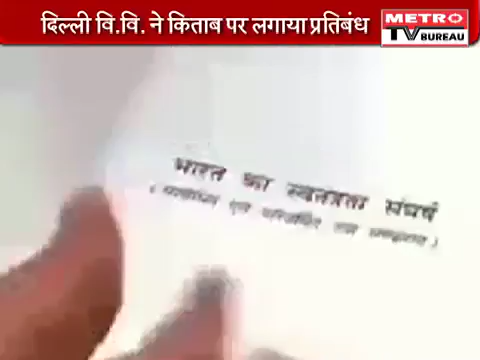 दिल्ली वि.वि. ने किताब पर लगाया प्रतिबंध
METRO
TV BUREAU
भारत का स्वतंत्रता संघर्ष